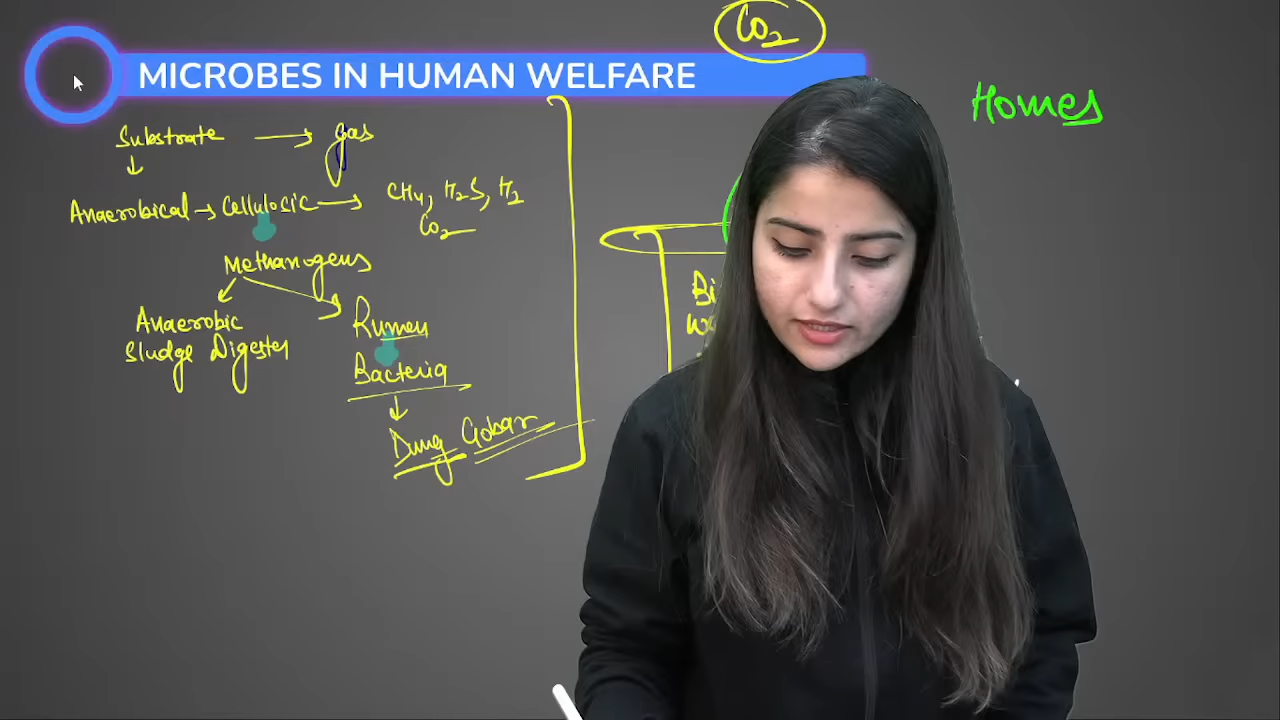 CO2
MICROBES IN HUMAN WELFARE
Homes
Substrate → gas
↓
Anaerobical → Cellulocic → CH4, H2S, H2
CO2
Methanogens
Anaerobic
Sludge Digester
Rumen
Bacteria
↓
Dung Gobar